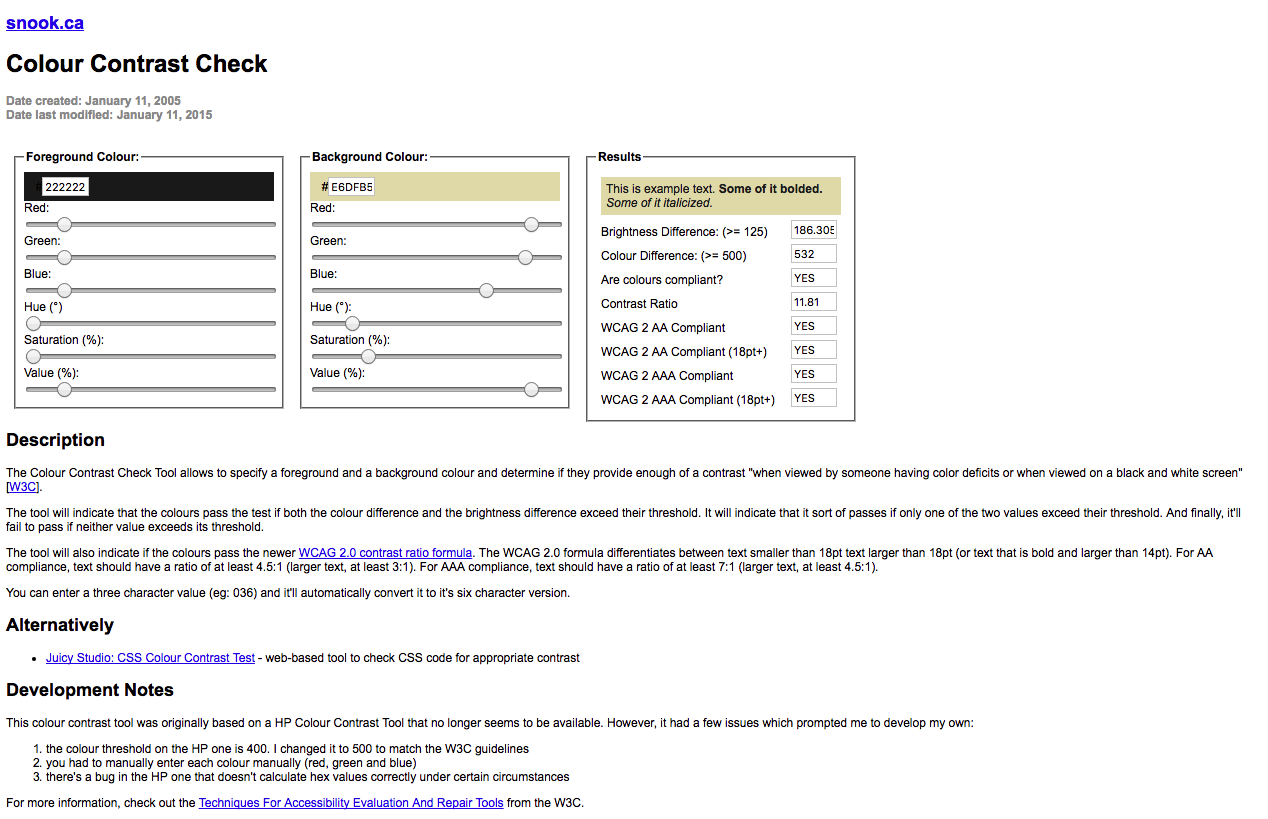 snook.ca
Colour Contrast Check
Date created: January 11, 2005
Date last modified: January 11, 2015
Foreground Colour:
#222222
Red:
Green:
Blue:
Hue (°)
Saturation (%):
Value (%):
Background Colour:
#E6DFB5
Red:
Green:
Blue:
Hue (°):
Saturation (%):
Value (%):
Results
This is example text. Some of it bolded.
Some of it italicized.
Brightness Difference: (>= 125) 186.305
Colour Difference: (>= 500) 532
Are colours compliant? YES
Contrast Ratio 11.81
WCAG 2 AA Compliant YES
WCAG 2 AA Compliant (18pt+) YES
WCAG 2 AAA Compliant YES
WCAG 2 AAA Compliant (18pt+) YES
Description
The Colour Contrast Check Tool allows to specify a foreground and a background colour and determine if they provide enough of a contrast "when viewed by someone having color deficits or when viewed on a black and white screen"
[W3C].
The tool will indicate that the colours pass the test if both the colour difference and the brightness difference exceed their threshold. It will indicate that it sort of passes if only one of the two values exceed their threshold. And finally, it'll
fail to pass if neither value exceeds its threshold.
The tool will also indicate if the colours pass the newer WCAG 2.0 contrast ratio formula. The WCAG 2.0 formula differentiates between text smaller than 18pt text larger than 18pt (or text that is bold and larger than 14pt). For AA
compliance, text should have a ratio of at least 4.5:1 (larger text, at least 3:1). For AAA compliance, text should have a ratio of at least 7:1 (larger text, at least 4.5:1).
You can enter a three character value (eg: 036) and it'll automatically convert it to it's six character version.
Alternatively
• Juicy Studio: CSS Colour Contrast Test - web-based tool to check CSS code for appropriate contrast
Development Notes
This colour contrast tool was originally based on a HP Colour Contrast Tool that no longer seems to be available. However, it had a few issues which prompted me to develop my own:
1. the colour threshold on the HP one is 400. I changed it to 500 to match the W3C guidelines
2. you had to manually enter each colour manually (red, green and blue)
3. there's a bug in the HP one that doesn't calculate hex values correctly under certain circumstances
For more information, check out the Techniques For Accessibility Evaluation And Repair Tools from the W3C.